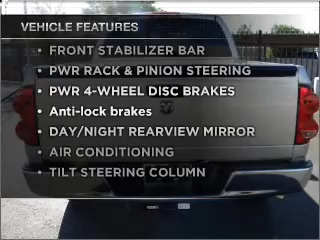 VEHICLE FEATURES
• FRONT STABILIZER BAR
• PWR RACK & PINION STEERING
• PWR 4-WHEEL DISC BRAKES
• Anti-lock brakes
• DAY/NIGHT REARVIEW MIRROR
• AIR CONDITIONING
• TILT STEERING COLUMN